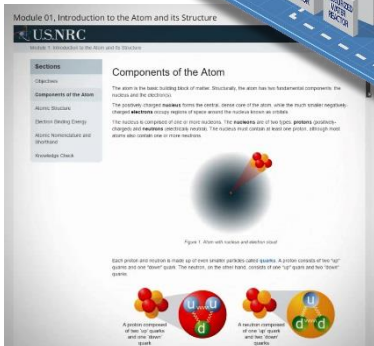 Module 01, Introduction to the Atom and its Structure
U.S.NRC
Module 1: Introduction to the Atom and its Structure
Sections
Objectives
Components of the Atom
Atomic Structure
Electron Binding Energy
Atomic Nomenclature and
Shorthand
Knowledge Check
Components of the Atom
The atom is the basic building block of matter. Structurally, the atom has two fundamental components: the
nucleus and the electron(s).
The positively charged nucleus forms the central, dense core of the atom, while the much smaller negatively-
charged electrons occupy regions of space around the nucleus known as orbitals.
The nucleus is composed of one or more nucleons. The nucleons are of two types: protons (positively-
charged) and neutrons (electrically neutral). The nucleus must contain at least one proton, although most
atoms also contain one or more neutrons.
Figure 1. Atom with nucleus and electron cloud
Each proton and neutron is made up of even smaller particles called quarks. A proton consists of two "up"
quarks and one "down" quark. The neutron, on the other hand, consists of one "up" quark and two "down"
quarks.
u u
d
A proton composed
of two 'up' quarks
and one 'down'
quark
u
d d
A neutron composed
of one 'up' quark
and two 'down'
quarks
BOILING
WATER
REACTOR